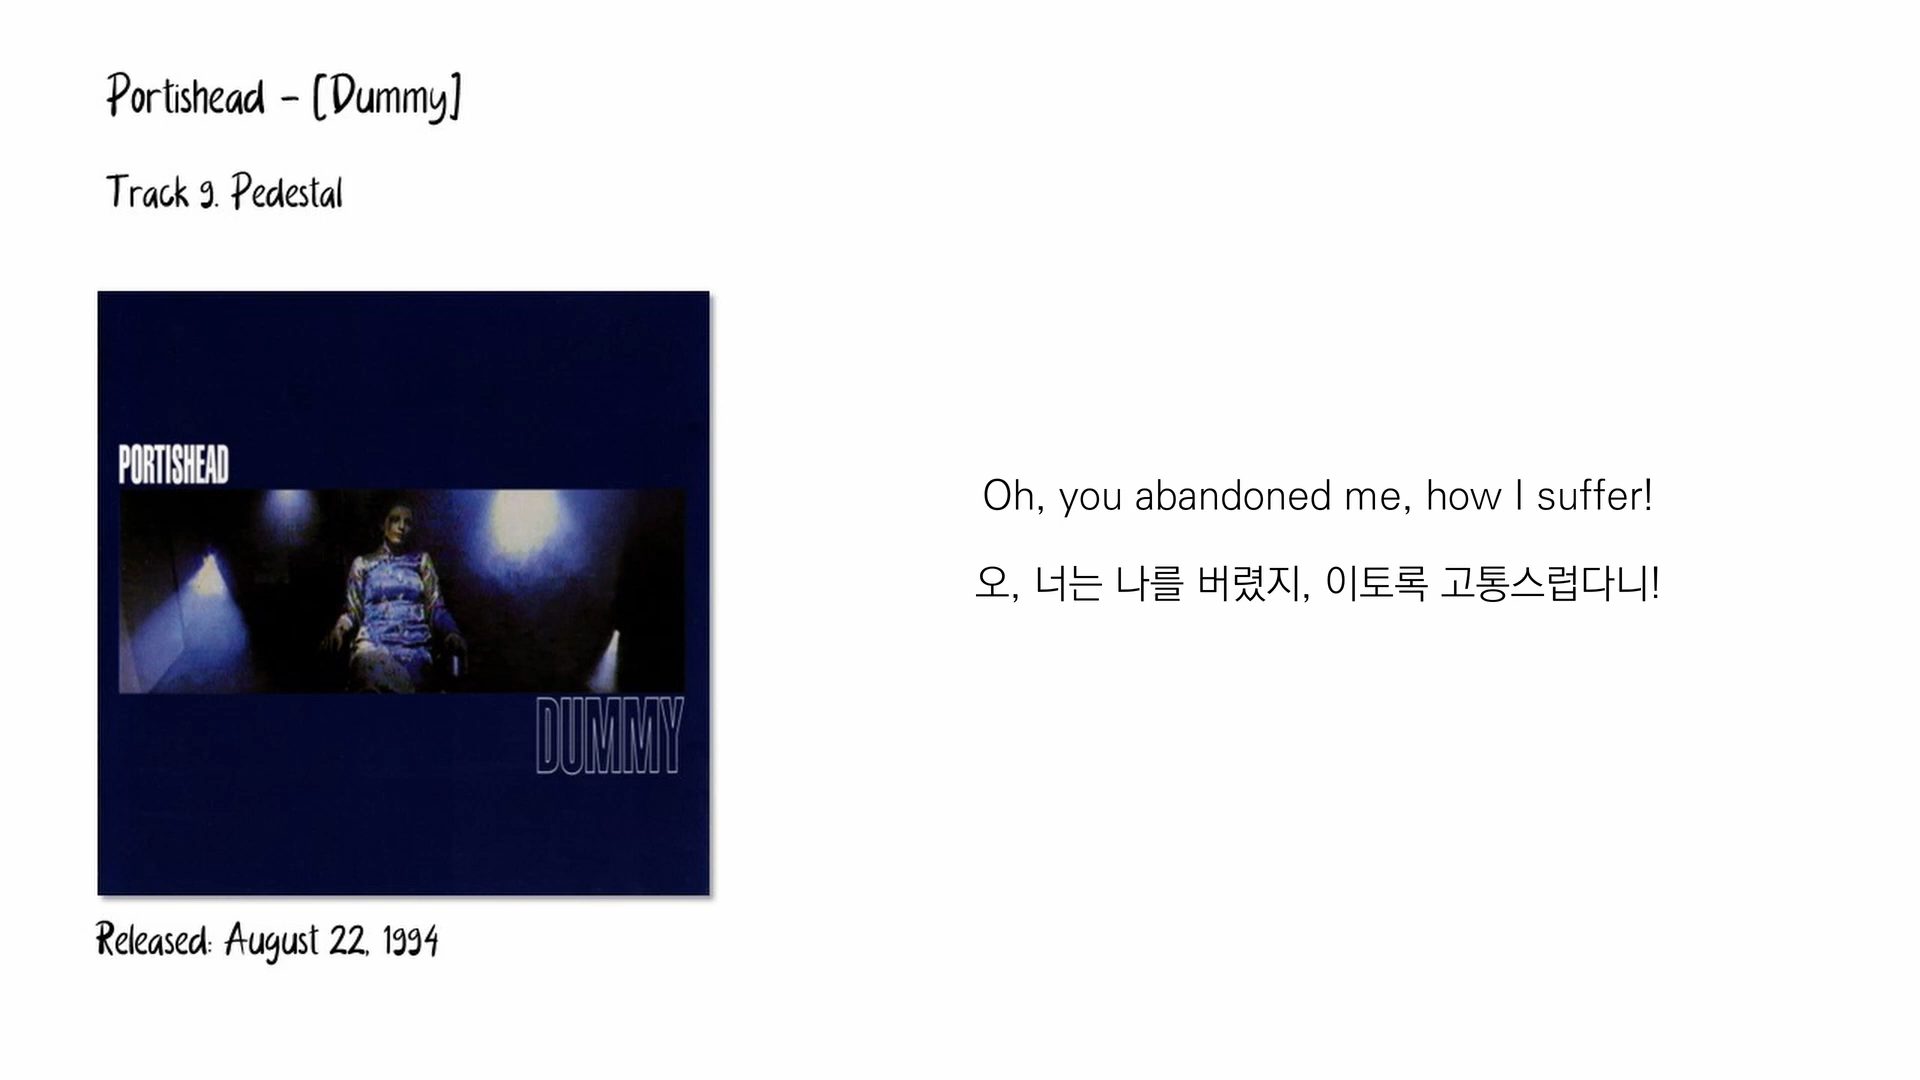 Portishead - [Dummy]
Track 9. Pedestal
PORTISHEAD
DUMMY
Released: August 22, 1994
Oh, you abandoned me, how I suffer!
오, 너는 나를 버렸지, 이토록 고통스럽다니!